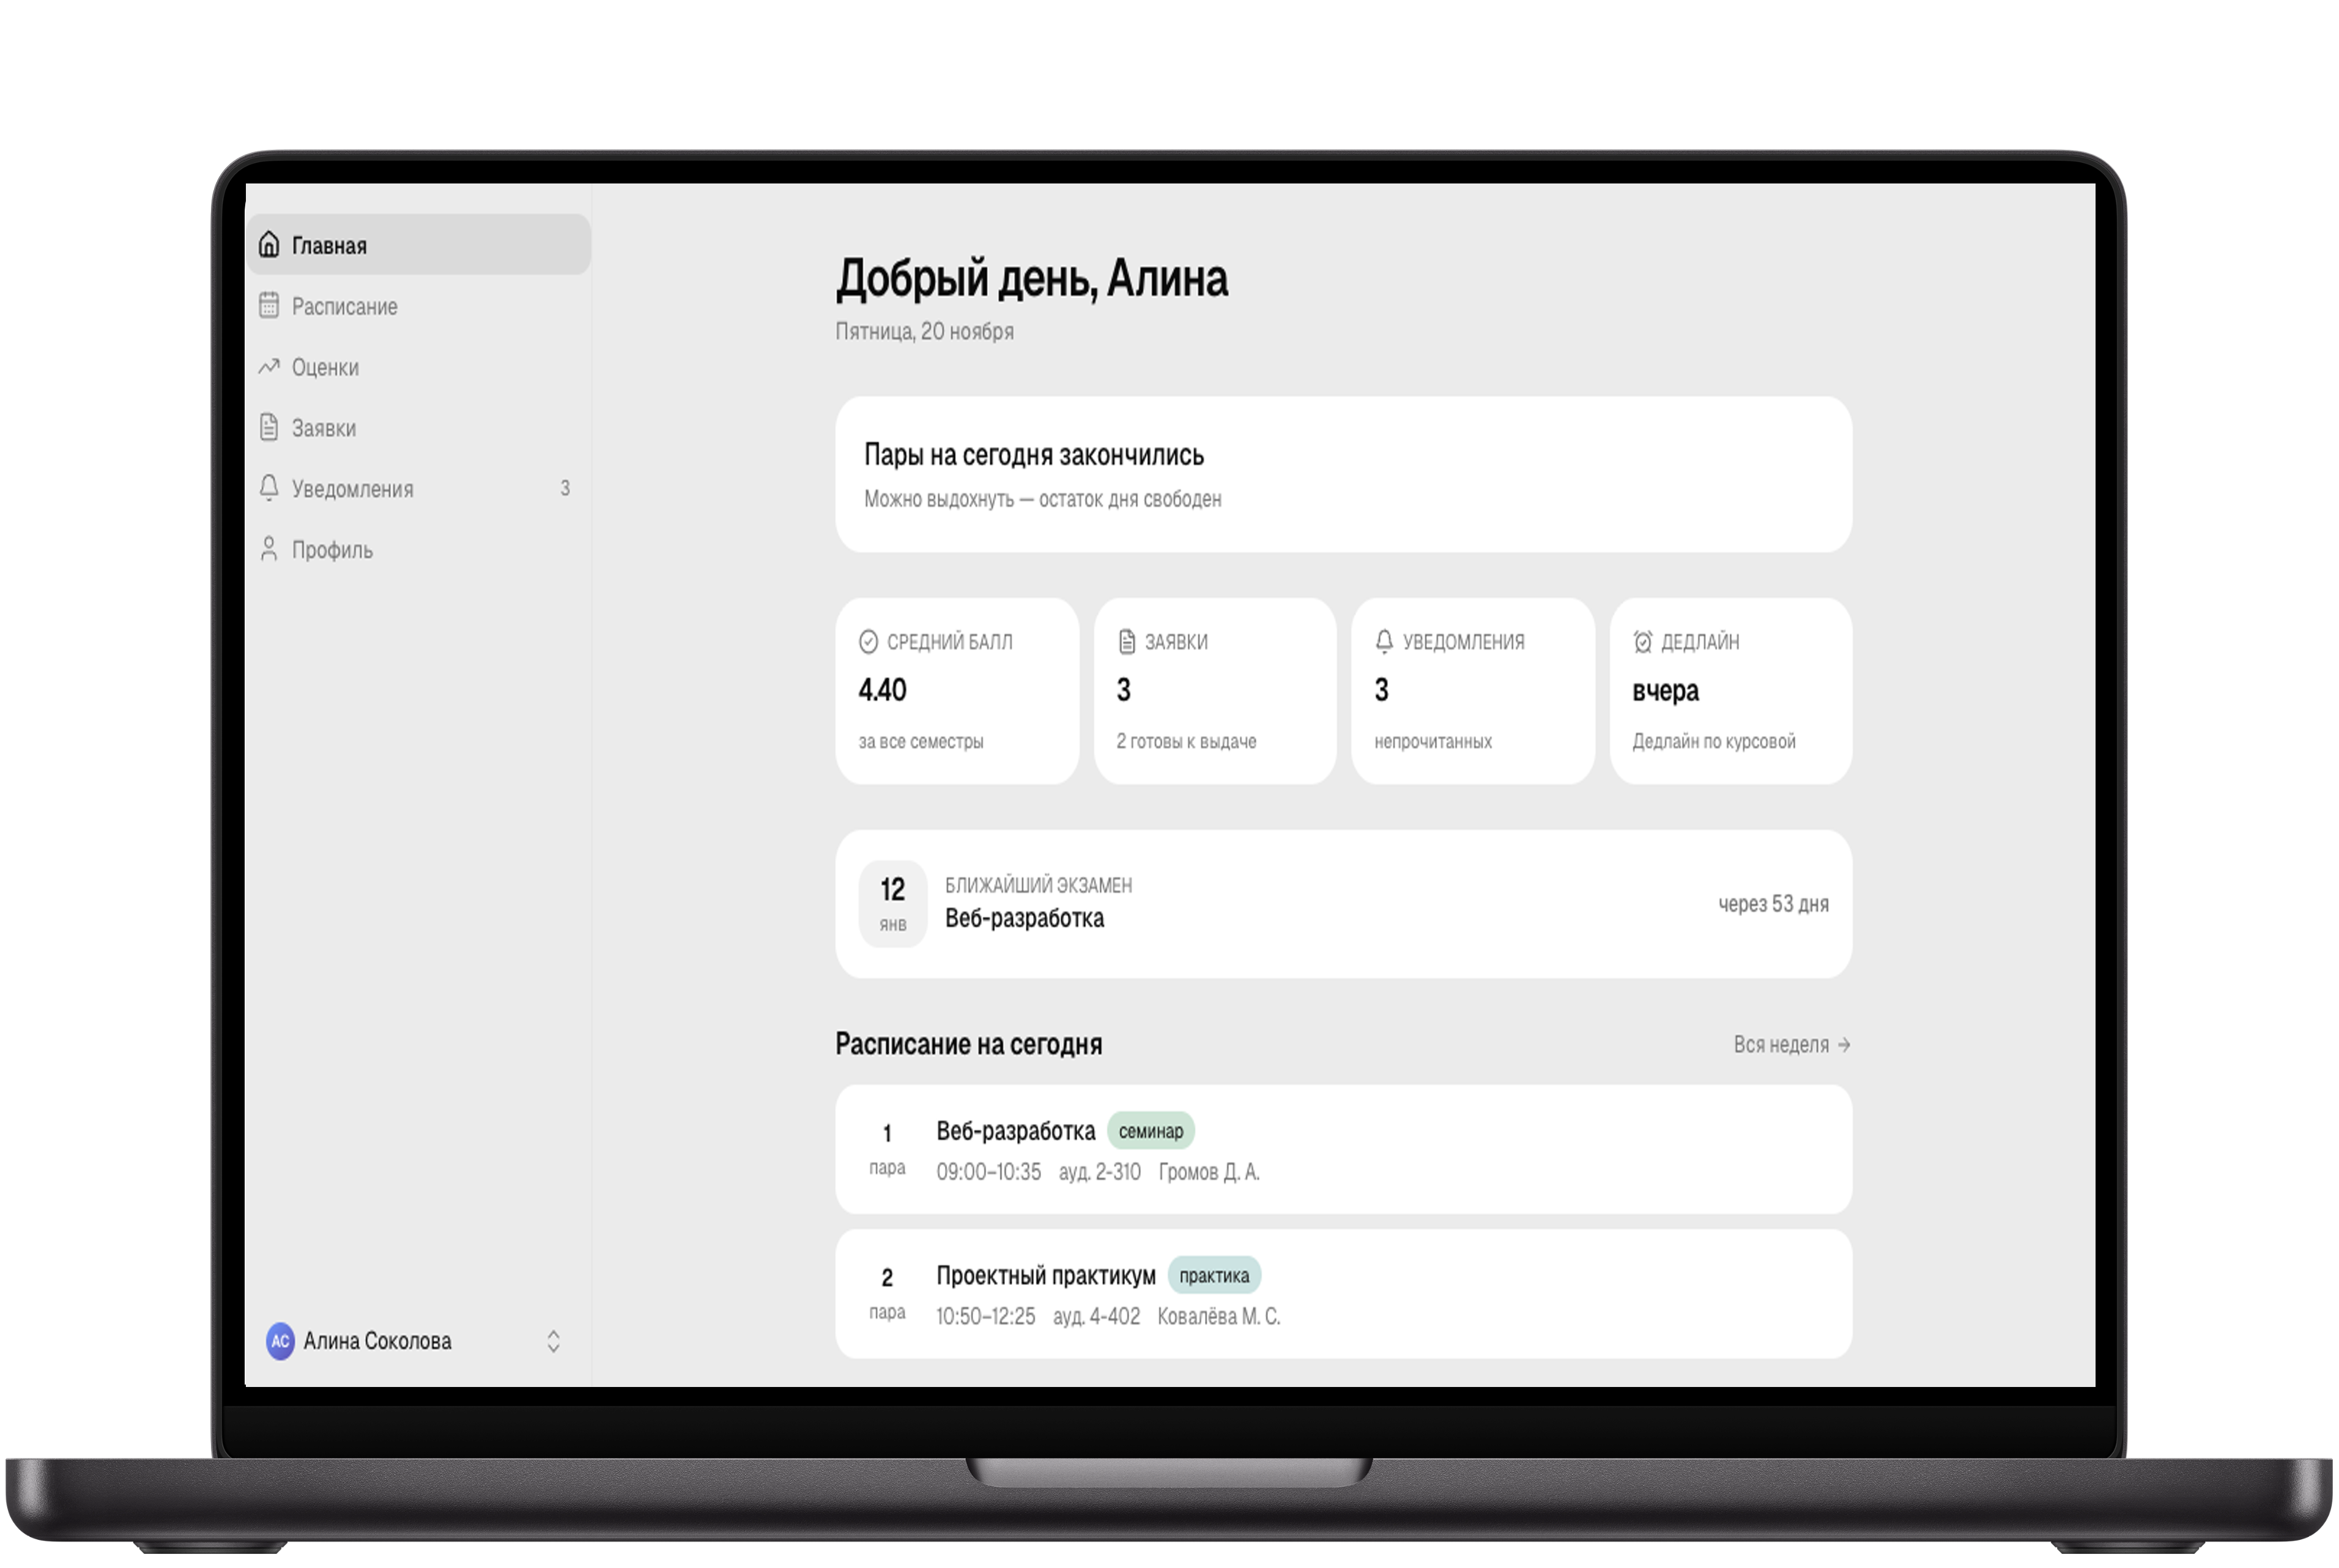 Главная
Расписание
Оценки
Заявки
Уведомления 3
Профиль
АС Алина Соколова
Добрый день, Алина
Пятница, 20 ноября
Пары на сегодня закончились
Можно выдохнуть — остаток дня свободен
СРЕДНИЙ БАЛЛ
4.40
за все семестры
ЗАЯВКИ
3
2 готовы к выдаче
УВЕДОМЛЕНИЯ
3
непрочитанных
ДЕДЛАЙН
вчера
Дедлайн по курсовой
12
янв
БЛИЖАЙШИЙ ЭКЗАМЕН
Веб-разработка
через 53 дня
Расписание на сегодня
Вся неделя →
1
пара
Веб-разработка семинар
09:00–10:35 ауд. 2-310 Громов Д. А.
2
пара
Проектный практикум практика
10:50–12:25 ауд. 4-402 Ковалёва М. С.